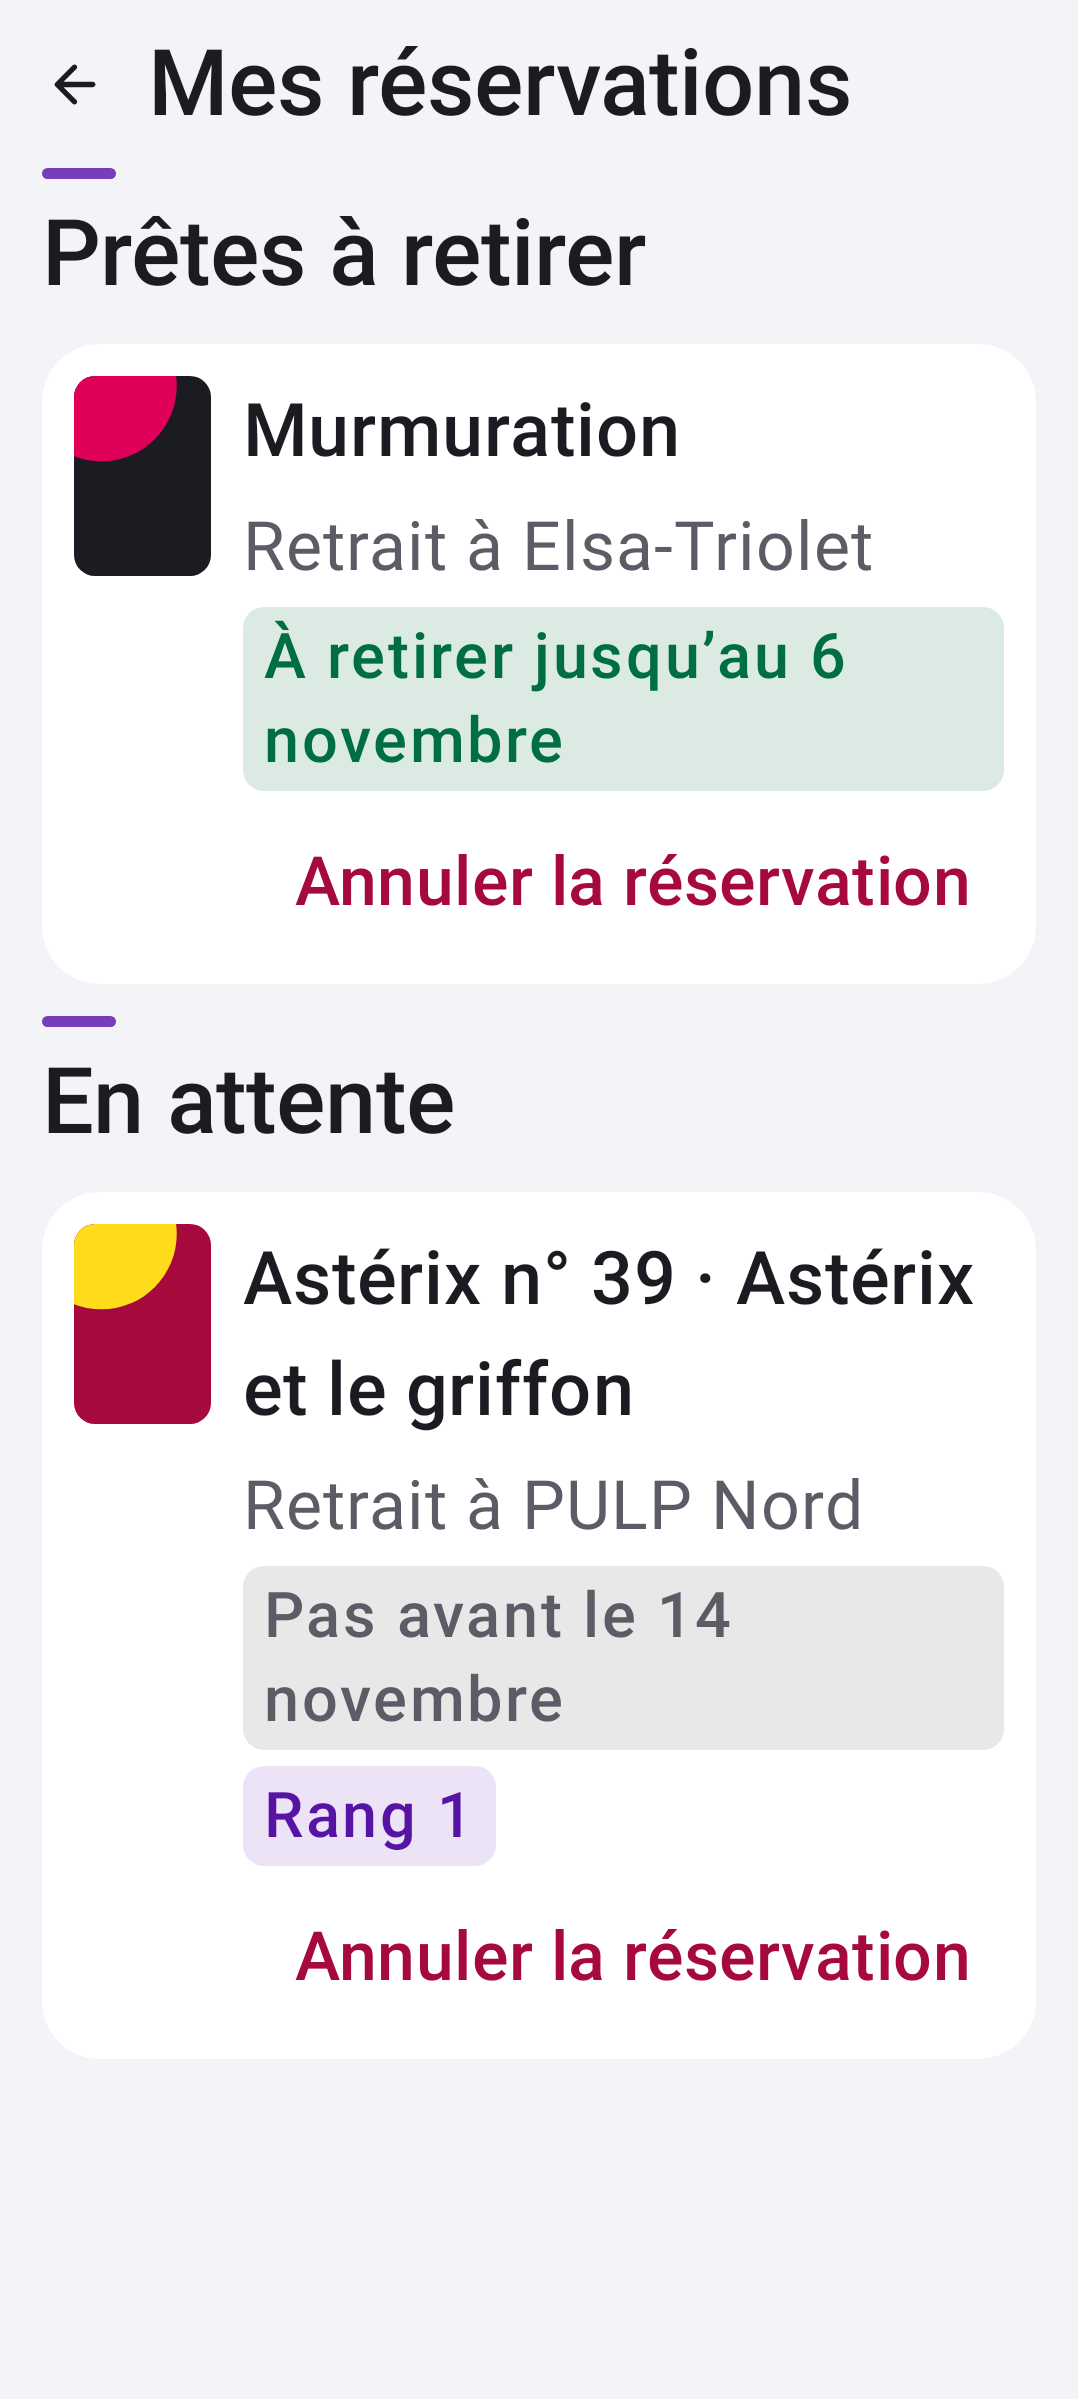 Mes réservations
Prêtes à retirer
Murmuration
Retrait à Elsa-Triolet
À retirer jusqu’au 6
novembre
Annuler la réservation
En attente
Astérix n° 39 · Astérix
et le griffon
Retrait à PULP Nord
Pas avant le 14
novembre
Rang 1
Annuler la réservation